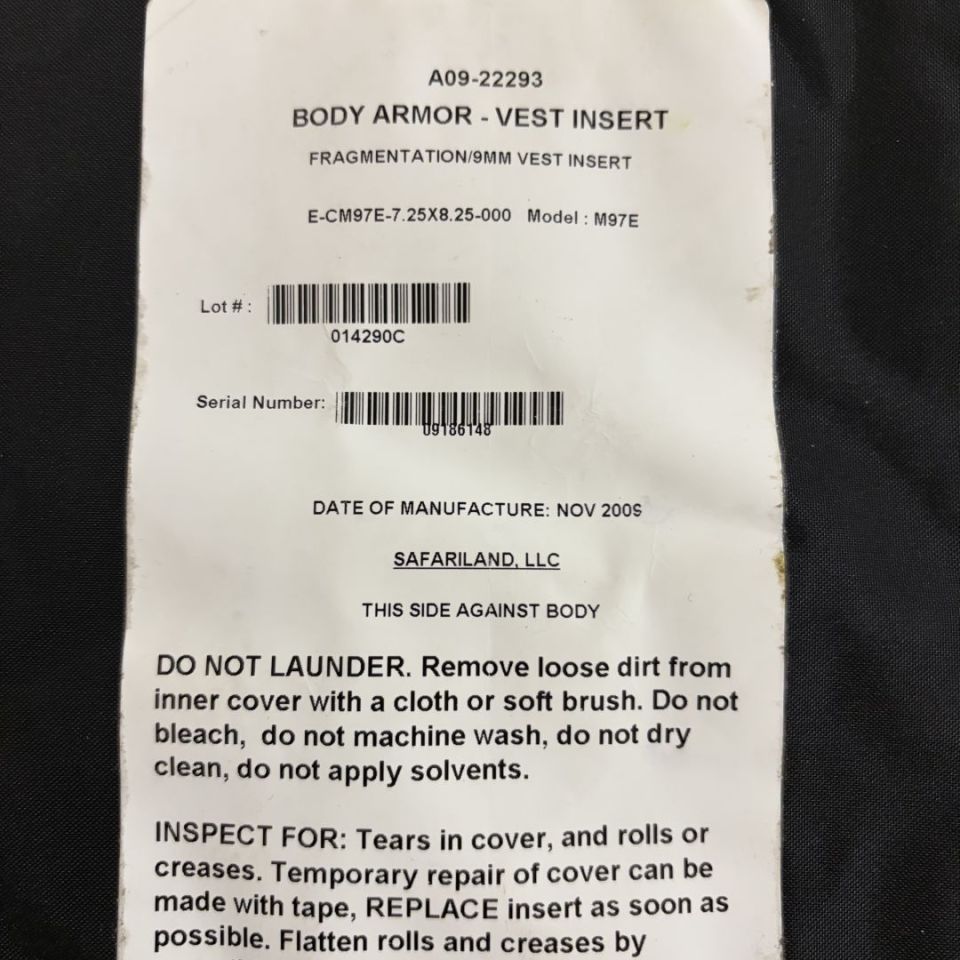 A09-22293
BODY ARMOR - VEST INSERT
FRAGMENTATION/9MM VEST INSERT
E-CM97E-7.25X8.25-000 Model : M97E
Lot # :
014290C
Serial Number:
09186148
DATE OF MANUFACTURE: NOV 2009
SAFARILAND, LLC
THIS SIDE AGAINST BODY
DO NOT LAUNDER. Remove loose dirt from
inner cover with a cloth or soft brush. Do not
bleach, do not machine wash, do not dry
clean, do not apply solvents.
INSPECT FOR: Tears in cover, and rolls or
creases. Temporary repair of cover can be
made with tape, REPLACE insert as soon as
possible. Flatten rolls and creases by